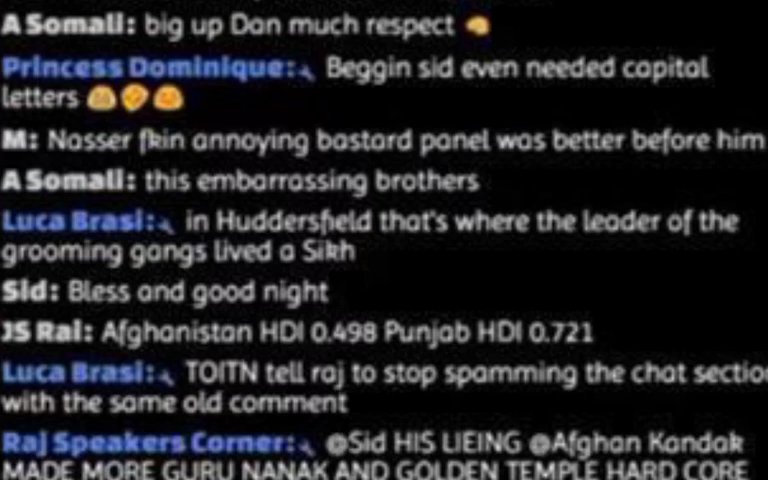 A Somali: big up Dan much respect
Princess Dominique: Beggin sid even needed capital
letters
M: Nasser fkin annoying bastard panel was better before him
A Somali: this embarrassing brothers
Luca Brasi: in Huddersfield that's where the leader of the
grooming gangs lived a Sikh
Sid: Bless and good night
JS Rai: Afghanistan HDI 0.498 Punjab HDI 0.721
Luca Brasi: TOITN tell raj to stop spamming the chat sectio
with the same old comment
Raj Speakers Corner: @Sid HIS LIEING @Afghan Kandak
MADE MORE GURU NANAK AND GOLDEN TEMPLE HARD CORE